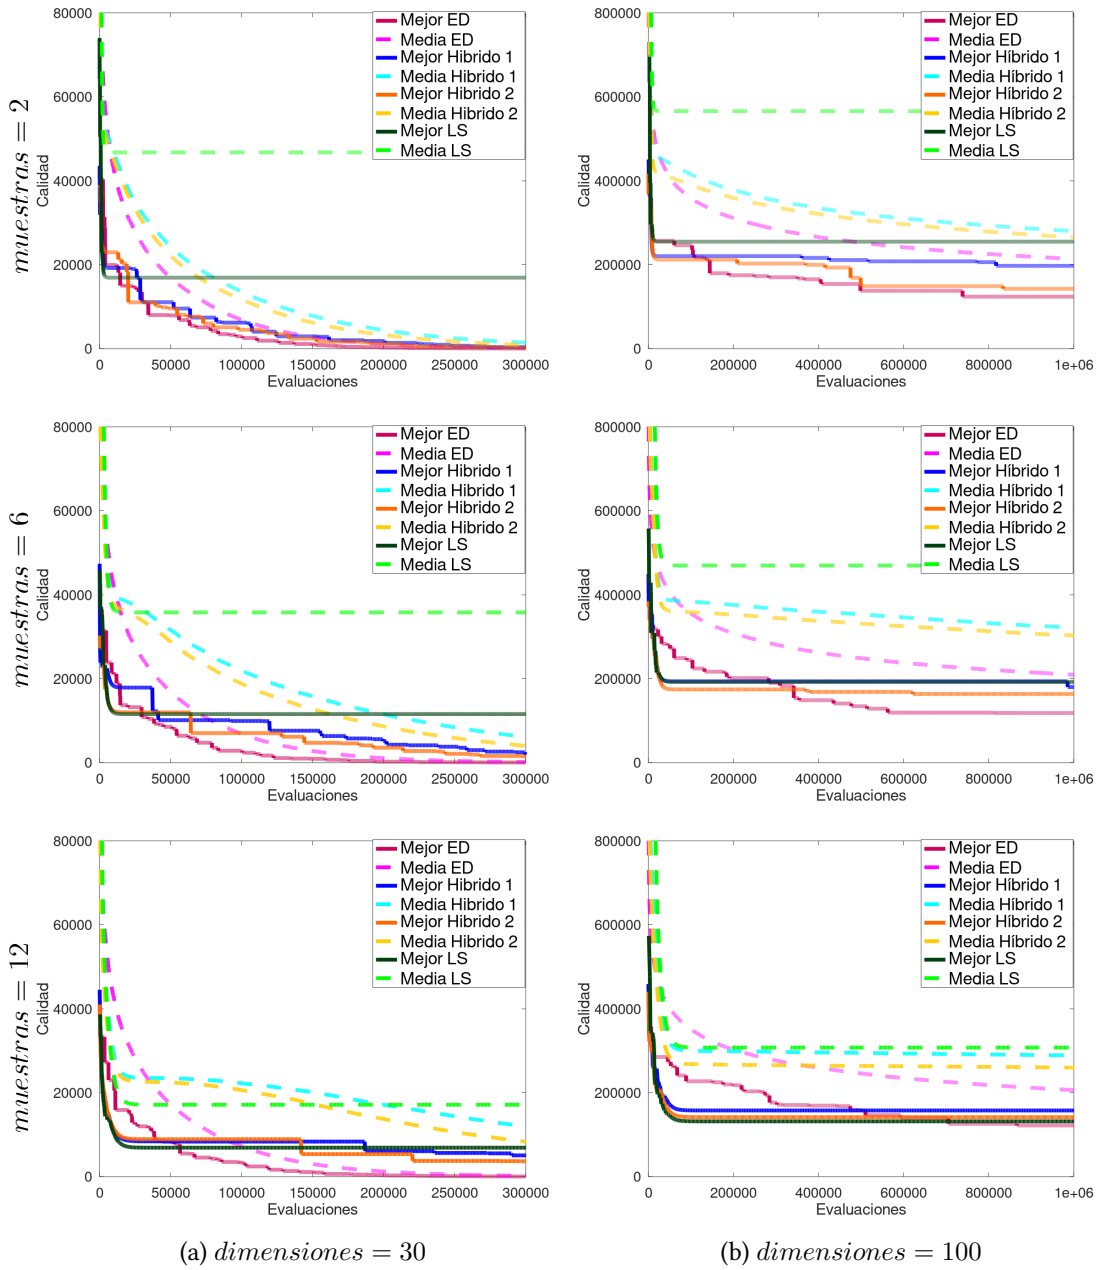 muestras = 2
80000
60000
40000
20000
0
Calidad
Mejor ED
Media ED
Mejor Hibrido 1
Media Hibrido 1
Mejor Hibrido 2
Media Hibrido 2
Mejor LS
Media LS
0 50000 100000 150000 200000 250000 300000
Evaluaciones
800000
600000
400000
200000
0
Calidad
Mejor ED
Media ED
Mejor Híbrido 1
Media Híbrido 1
Mejor Híbrido 2
Media Híbrido 2
Mejor LS
Media LS
0 200000 400000 600000 800000 1e+06
Evaluaciones
muestras = 6
80000
60000
40000
20000
0
Calidad
Mejor ED
Media ED
Mejor Hibrido 1
Media Hibrido 1
Mejor Hibrido 2
Media Hibrido 2
Mejor LS
Media LS
0 50000 100000 150000 200000 250000 300000
Evaluaciones
800000
600000
400000
200000
0
Calidad
Mejor ED
Media ED
Mejor Híbrido 1
Media Híbrido 1
Mejor Híbrido 2
Media Híbrido 2
Mejor LS
Media LS
0 200000 400000 600000 800000 1e+06
Evaluaciones
muestras = 12
80000
60000
40000
20000
0
Calidad
Mejor ED
Media ED
Mejor Hibrido 1
Media Hibrido 1
Mejor Hibrido 2
Media Hibrido 2
Mejor LS
Media LS
0 50000 100000 150000 200000 250000 300000
Evaluaciones
800000
600000
400000
200000
0
Calidad
Mejor ED
Media ED
Mejor Híbrido 1
Media Híbrido 1
Mejor Híbrido 2
Media Híbrido 2
Mejor LS
Media LS
0 200000 400000 600000 800000 1e+06
Evaluaciones
(a) dimensiones = 30
(b) dimensiones = 100